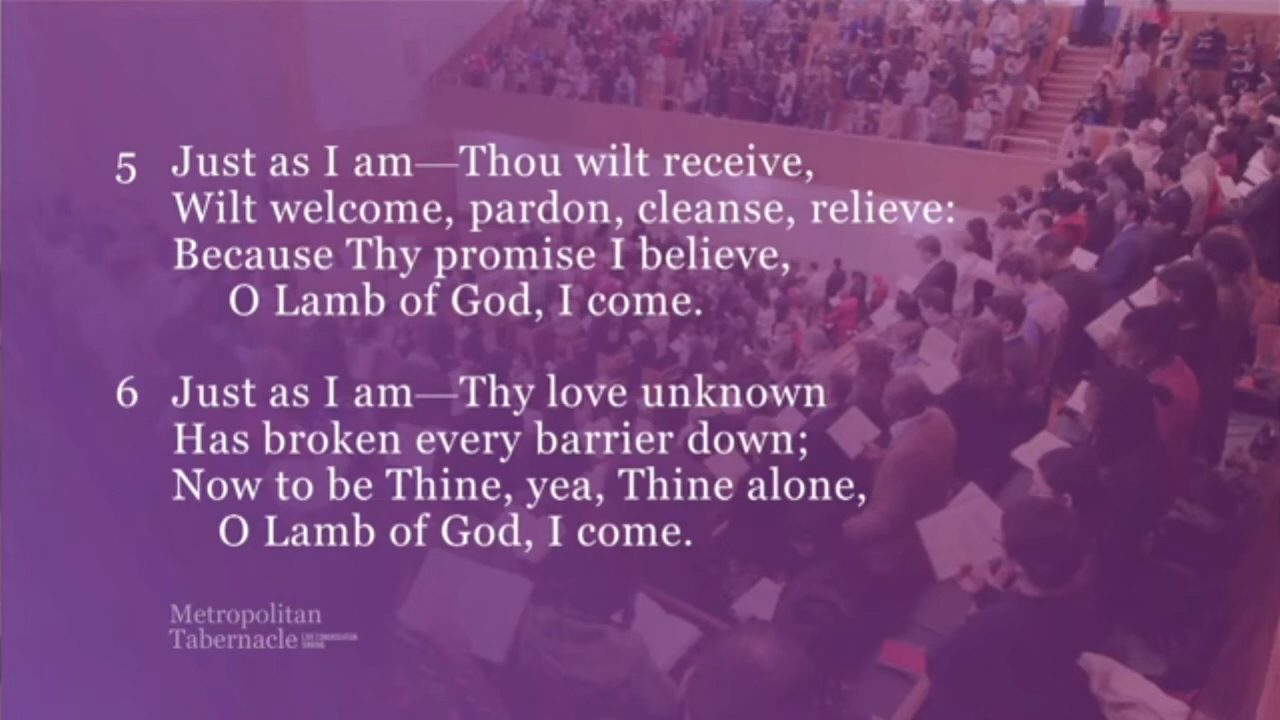 5 Just as I am—Thou wilt receive,
Wilt welcome, pardon, cleanse, relieve:
Because Thy promise I believe,
O Lamb of God, I come.
6 Just as I am—Thy love unknown
Has broken every barrier down;
Now to be Thine, yea, Thine alone,
O Lamb of God, I come.
Metropolitan
Tabernacle